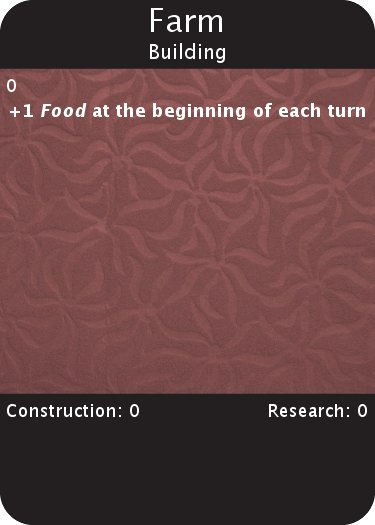 Farm
Building
0
+1 Food at the beginning of each turn
Construction: 0
Research: 0